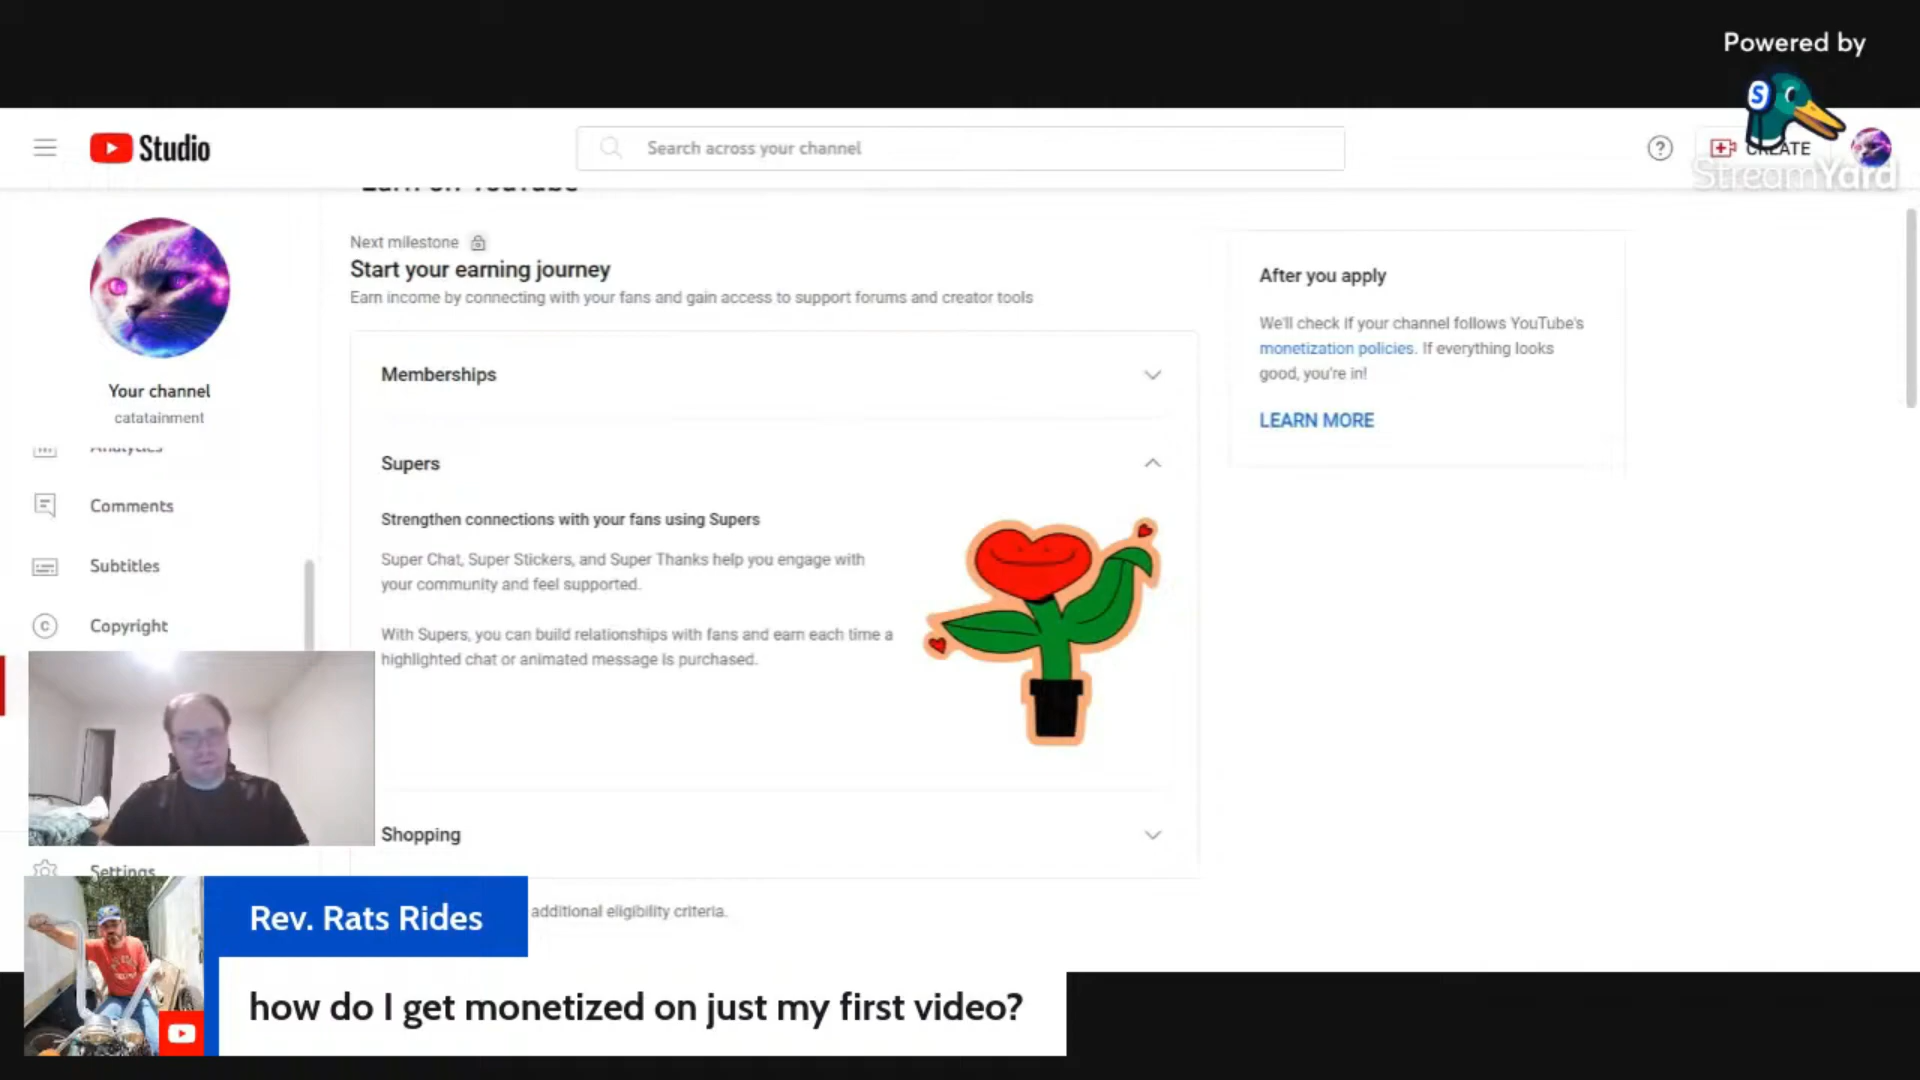 Powered by
StreamYard
Studio
Search across your channel
CREATE
Earn on YouTube
Next milestone
Start your earning journey
Earn income by connecting with your fans and gain access to support forums and creator tools
Your channel
catatainment
Analytics
Comments
Subtitles
Copyright
Settings
Memberships
Supers
Strengthen connections with your fans using Supers
Super Chat, Super Stickers, and Super Thanks help you engage with
your community and feel supported.
With Supers, you can build relationships with fans and earn each time a
highlighted chat or animated message is purchased.
Shopping
additional eligibility criteria.
After you apply
We'll check if your channel follows YouTube's
monetization policies. If everything looks
good, you're in!
LEARN MORE
Rev. Rats Rides
how do I get monetized on just my first video?